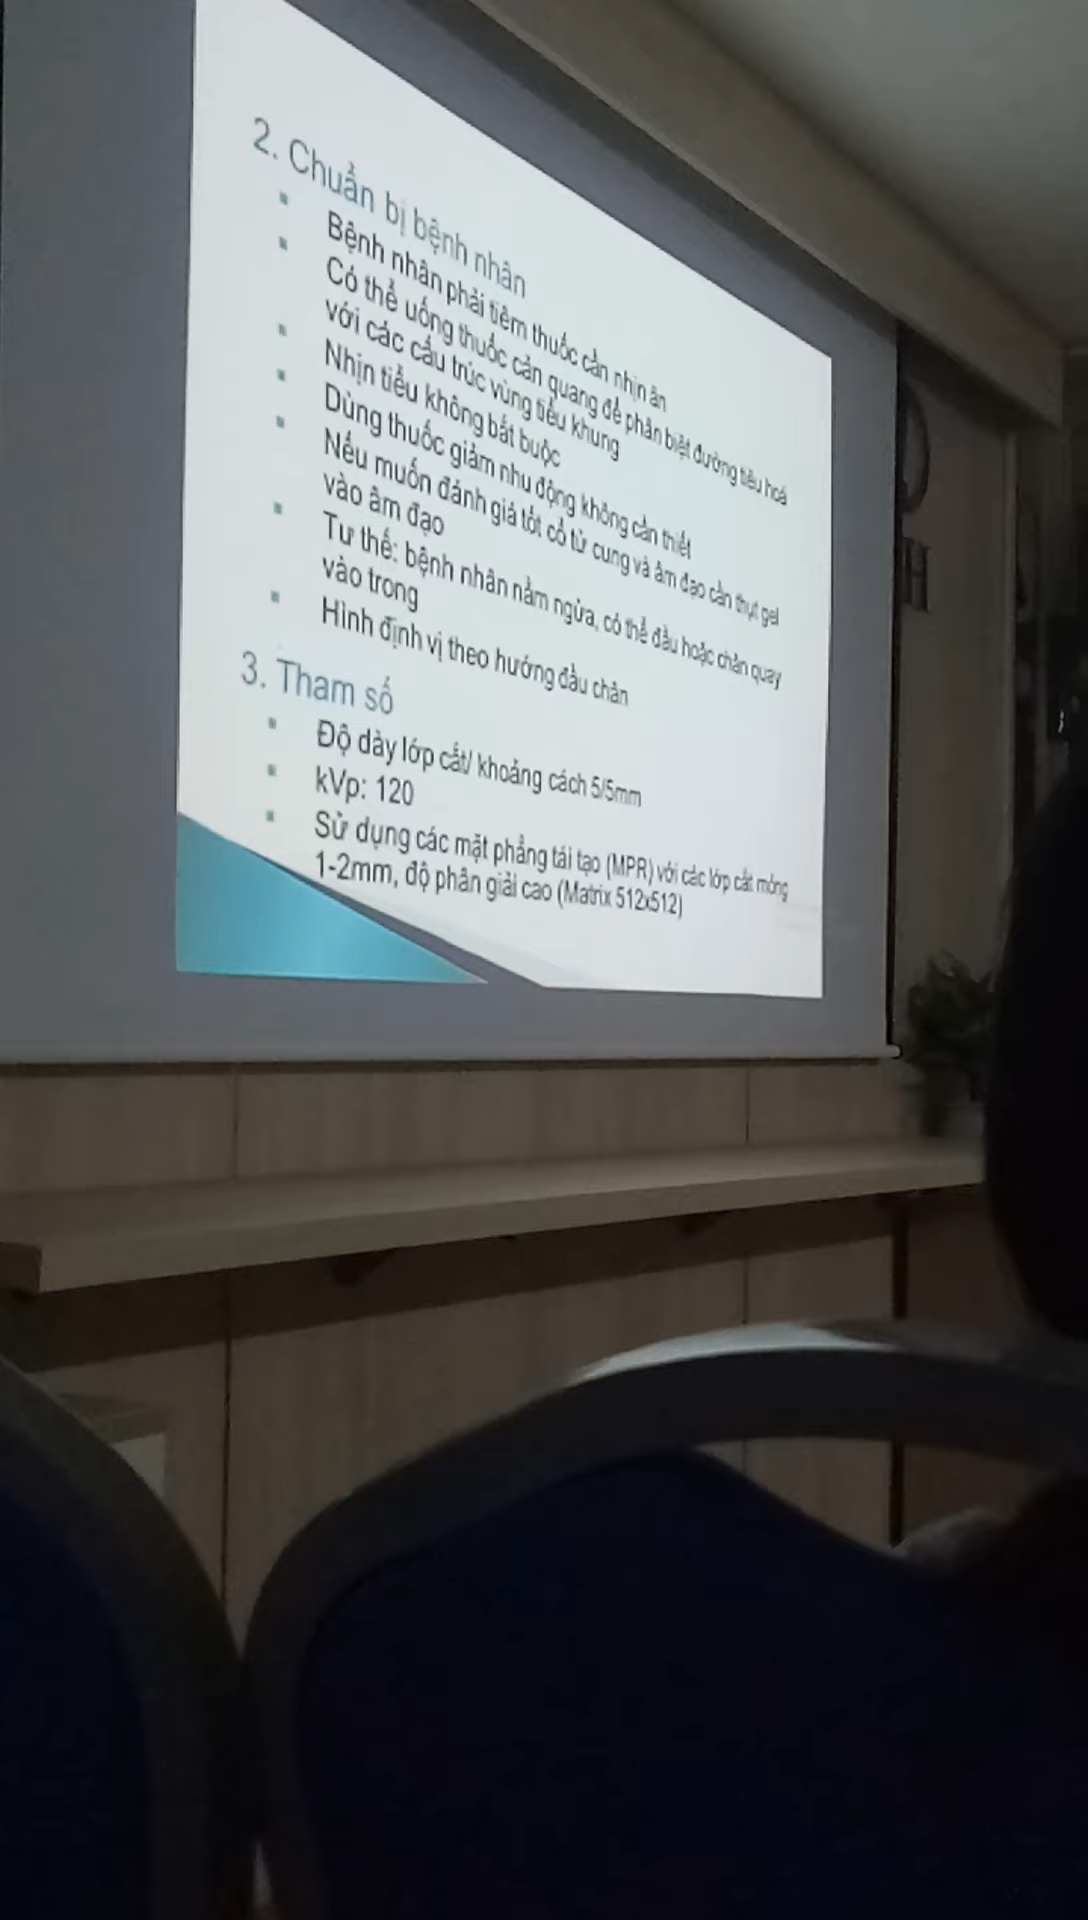 2. Chuẩn bị bệnh nhân
Bệnh nhân phải tiêm thuốc cần nhịn ăn
Có thể uống thuốc cản quang để phân biệt đường tiêu hoá
với các cấu trúc vùng tiểu khung
Nhịn tiểu không bắt buộc
Dùng thuốc giảm nhu động không cần thiết
Nếu muốn đánh giá tốt cổ tử cung và âm đạo cần thụt gel
vào âm đạo
Tư thế: bệnh nhân nằm ngửa, có thể đầu hoặc chân quay
vào trong
Hình định vị theo hướng đầu chân
3. Tham số
Độ dày lớp cắt/ khoảng cách 5/5mm
kVp: 120
Sử dụng các mặt phẳng tái tạo (MPR) với các lớp cắt mỏng
1-2mm, độ phân giải cao (Matrix 512x512)
H